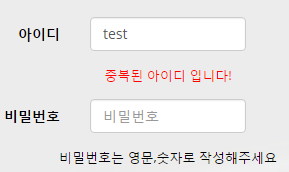 아이디 test
중복된 아이디 입니다!
비밀번호 비밀번호
비밀번호는 영문,숫자로 작성해주세요